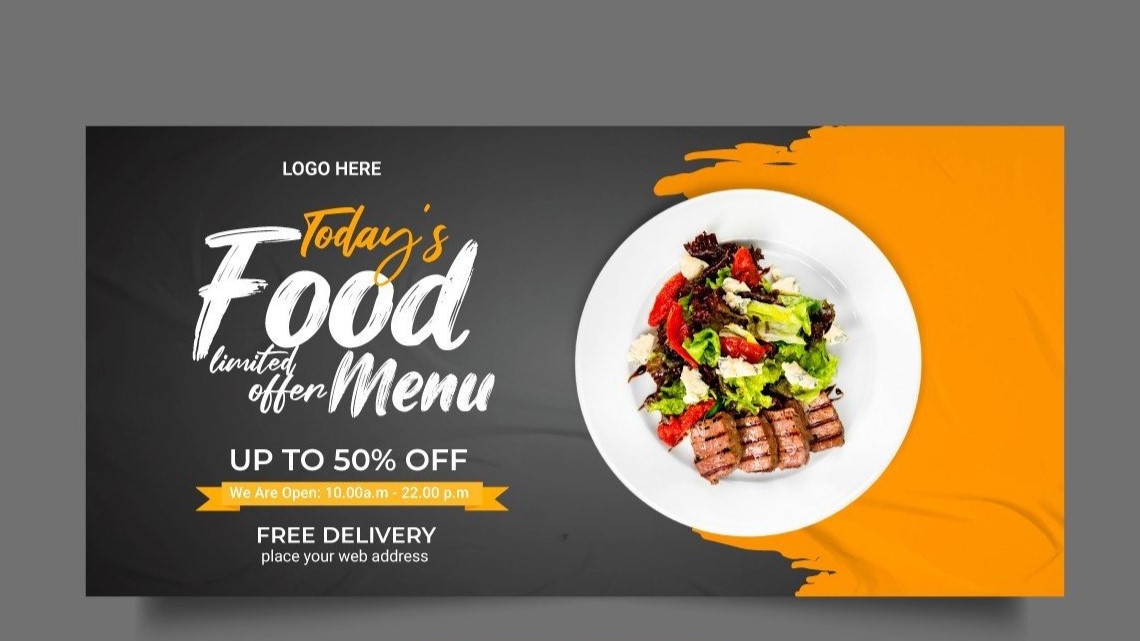 LOGO HERE
Today's
Food
limited
offer Menu
UP TO 50% OFF
We Are Open: 10.00a.m - 22.00 p.m
FREE DELIVERY
place your web address